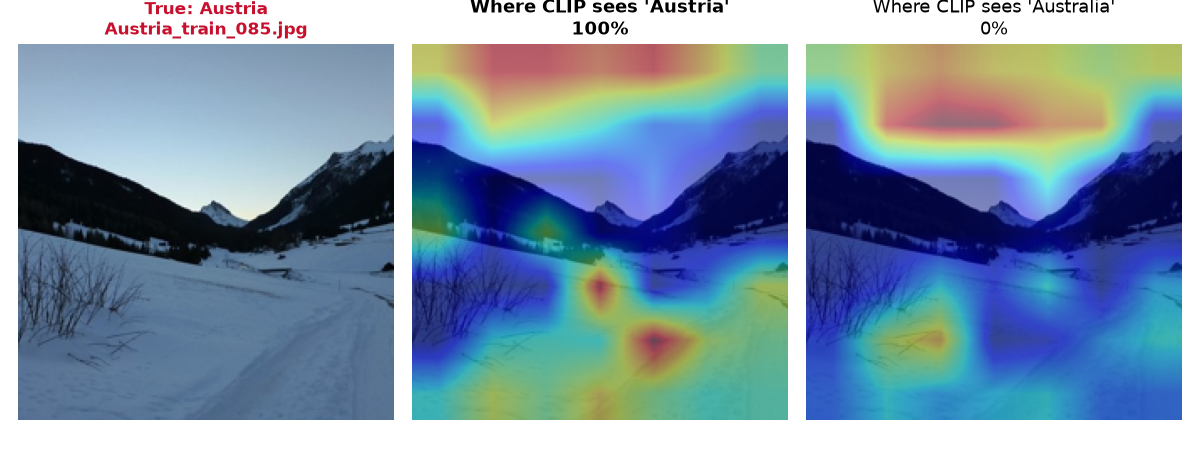 True: Austria
Austria_train_085.jpg
Where CLIP sees 'Austria'
100%
Where CLIP sees 'Australia'
0%